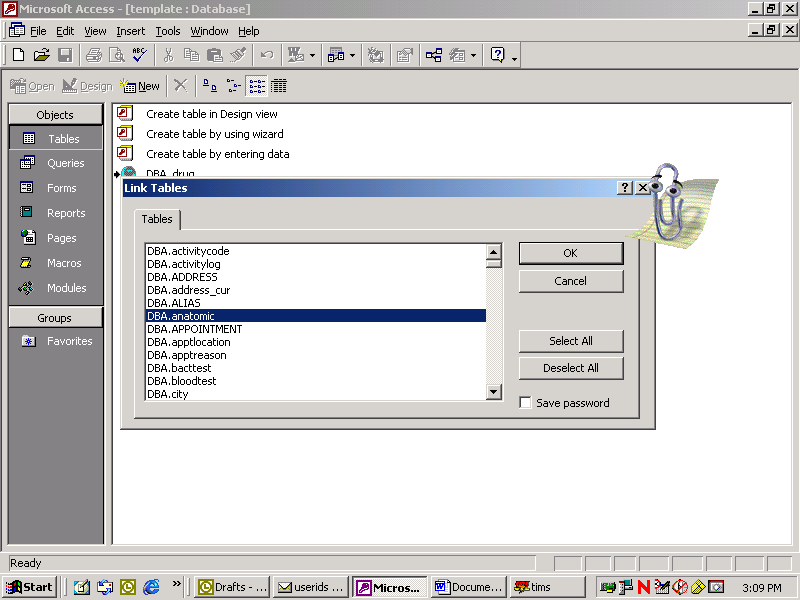 Microsoft Access - [template : Database]
File Edit View Insert Tools Window Help
ABC
Open Design New
Objects
Tables
Queries
Forms
Reports
Pages
Macros
Modules
Groups
Favorites
Create table in Design view
Create table by using wizard
Create table by entering data
DBA_drug
Link Tables
Tables
DBA.activitycode
DBA.activitylog
DBA.ADDRESS
DBA.address_cur
DBA.ALIAS
DBA.anatomic
DBA.APPOINTMENT
DBA.apptlocation
DBA.apptreason
DBA.bacttest
DBA.bloodtest
DBA.city
OK
Cancel
Select All
Deselect All
Save password
Ready
Start » Drafts - ... userids ... Micros... Docume... tims N 3:09 PM